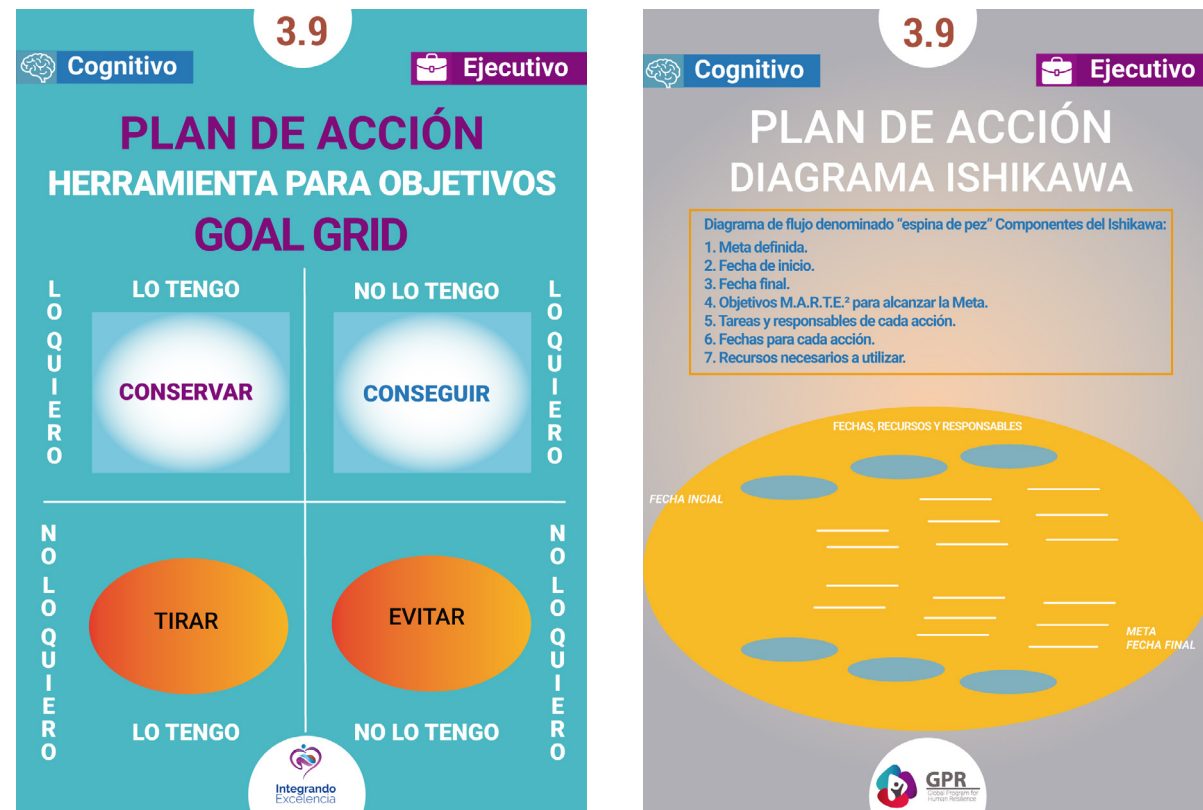 3.9
Cognitivo
Ejecutivo
PLAN DE ACCIÓN
HERRAMIENTA PARA OBJETIVOS
GOAL GRID
LO QUIERO
LO TENGO
NO LO TENGO
LO QUIERO
CONSERVAR
CONSEGUIR
NO LO QUIERO
TIRAR
EVITAR
NO LO QUIERO
LO TENGO
NO LO TENGO
Integrando
Excelencia
3.9
Cognitivo
Ejecutivo
PLAN DE ACCIÓN
DIAGRAMA ISHIKAWA
Diagrama de flujo denominado “espina de pez” Componentes del Ishikawa:
1. Meta definida.
2. Fecha de inicio.
3. Fecha final.
4. Objetivos M.A.R.T.E.² para alcanzar la Meta.
5. Tareas y responsables de cada acción.
6. Fechas para cada acción.
7. Recursos necesarios a utilizar.
FECHAS, RECURSOS Y RESPONSABLES
FECHA INCIAL
META
FECHA FINAL
GPR
Global Program for
Human Resilience